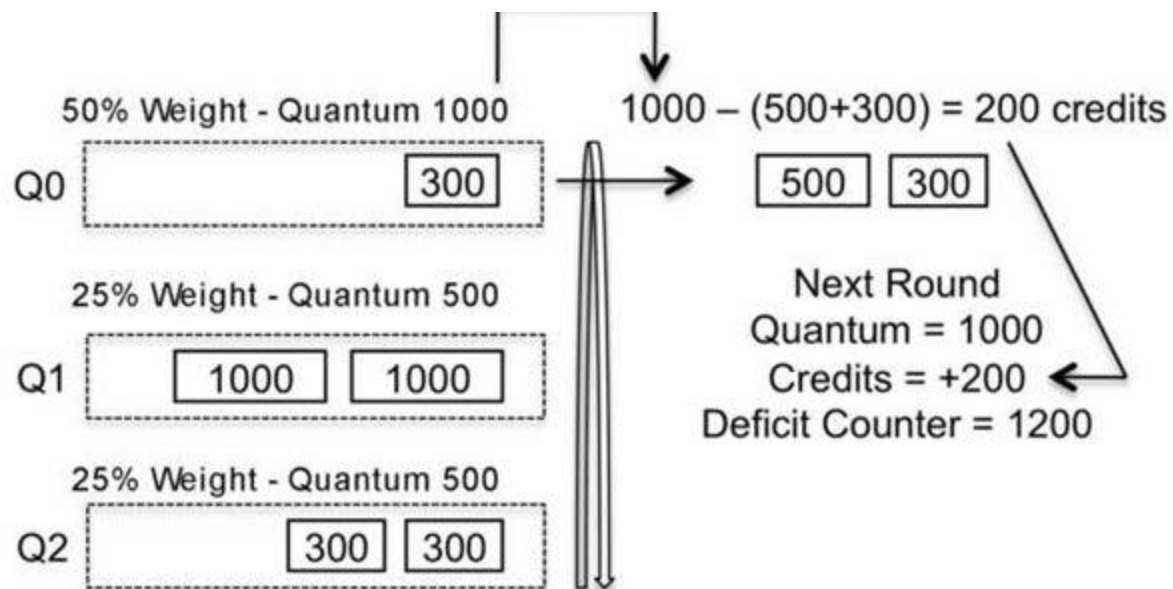 50% Weight - Quantum 1000
1000 – (500+300) = 200 credits
Q0
300
500
300
Next Round
Quantum = 1000
Credits = +200
Deficit Counter = 1200
25% Weight - Quantum 500
Q1
1000
1000
25% Weight - Quantum 500
Q2
300
300